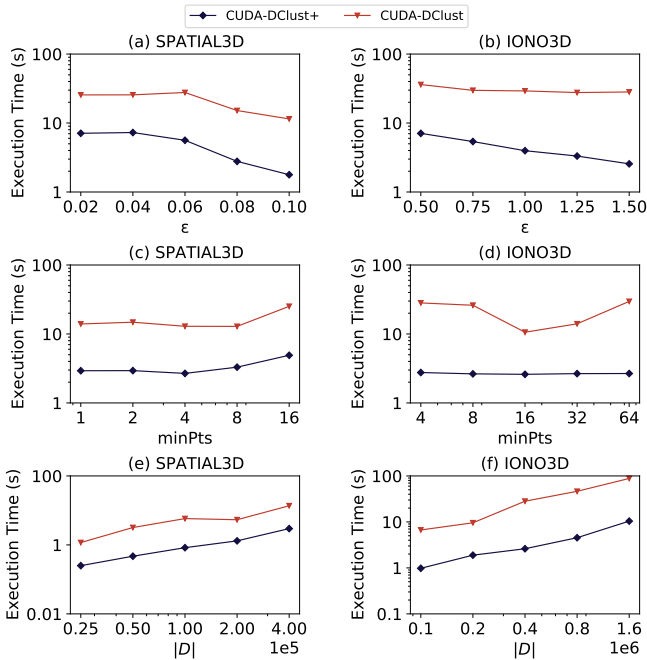 CUDA-DClust+ CUDA-DClust
(a) SPATIAL3D
Execution Time (s)
100
10
1
0.02 0.04 0.06 0.08 0.10
ε
(b) IONO3D
Execution Time (s)
100
10
1
0.50 0.75 1.00 1.25 1.50
ε
(c) SPATIAL3D
Execution Time (s)
100
10
1
1 2 4 8 16
minPts
(d) IONO3D
Execution Time (s)
100
10
1
4 8 16 32 64
minPts
(e) SPATIAL3D
Execution Time (s)
100
1
0.01
0.25 0.50 1.00 2.00 4.00
|D| 1e5
(f) IONO3D
Execution Time (s)
100
10
1
0.1
0.1 0.2 0.4 0.8 1.6
|D| 1e6